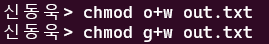 신동욱> chmod o+w out.txt
신동욱> chmod g+w out.txt